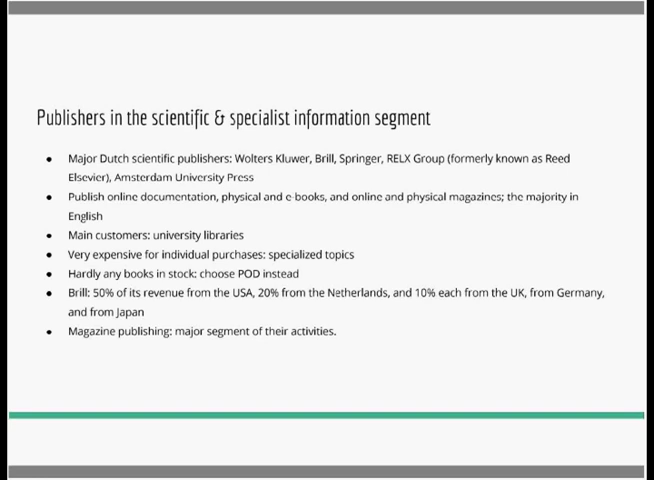 Publishers in the scientific & specialist information segment
● Major Dutch scientific publishers: Wolters Kluwer, Brill, Springer, RELX Group (formerly known as Reed
Elsevier), Amsterdam University Press
● Publish online documentation, physical and e-books, and online and physical magazines; the majority in
English
● Main customers: university libraries
● Very expensive for individual purchases: specialized topics
● Hardly any books in stock: choose POD instead
● Brill: 50% of its revenue from the USA, 20% from the Netherlands, and 10% each from the UK, from Germany,
and from Japan
● Magazine publishing: major segment of their activities.